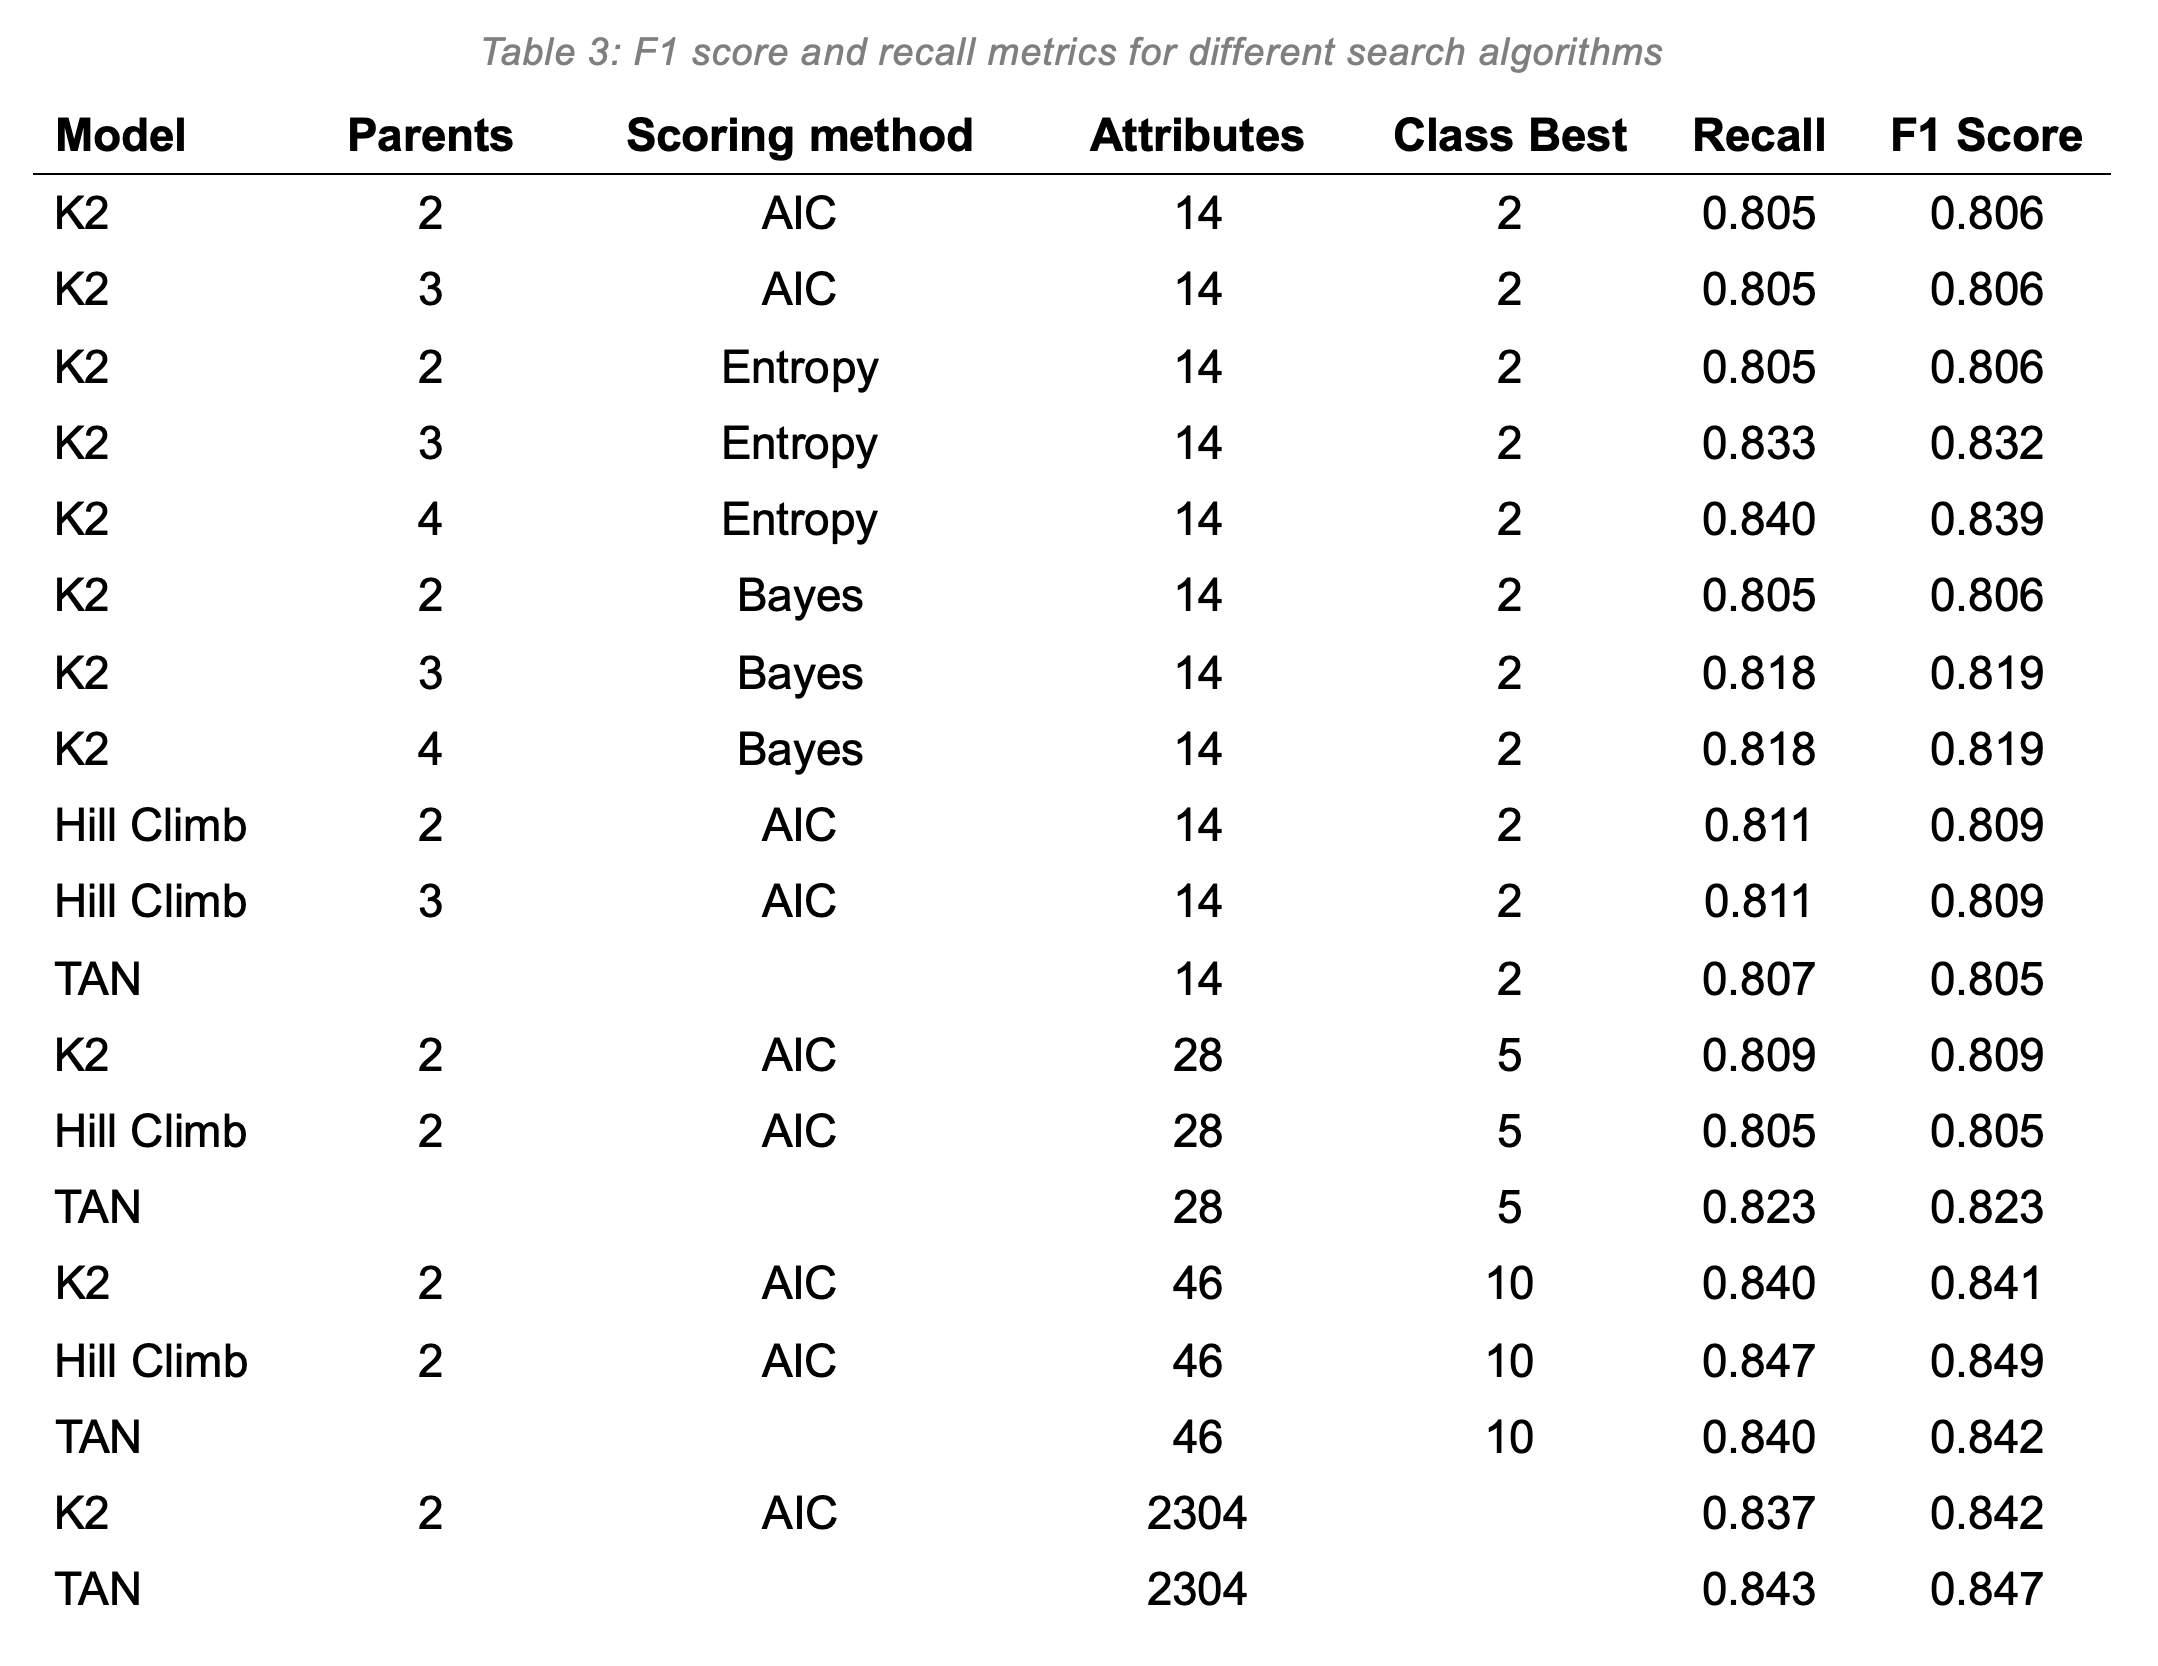 Table 3: F1 score and recall metrics for different search algorithms
Model Parents Scoring method Attributes Class Best Recall F1 Score
K2 2 AIC 14 2 0.805 0.806
K2 3 AIC 14 2 0.805 0.806
K2 2 Entropy 14 2 0.805 0.806
K2 3 Entropy 14 2 0.833 0.832
K2 4 Entropy 14 2 0.840 0.839
K2 2 Bayes 14 2 0.805 0.806
K2 3 Bayes 14 2 0.818 0.819
K2 4 Bayes 14 2 0.818 0.819
Hill Climb 2 AIC 14 2 0.811 0.809
Hill Climb 3 AIC 14 2 0.811 0.809
TAN 14 2 0.807 0.805
K2 2 AIC 28 5 0.809 0.809
Hill Climb 2 AIC 28 5 0.805 0.805
TAN 28 5 0.823 0.823
K2 2 AIC 46 10 0.840 0.841
Hill Climb 2 AIC 46 10 0.847 0.849
TAN 46 10 0.840 0.842
K2 2 AIC 2304 0.837 0.842
TAN 2304 0.843 0.847